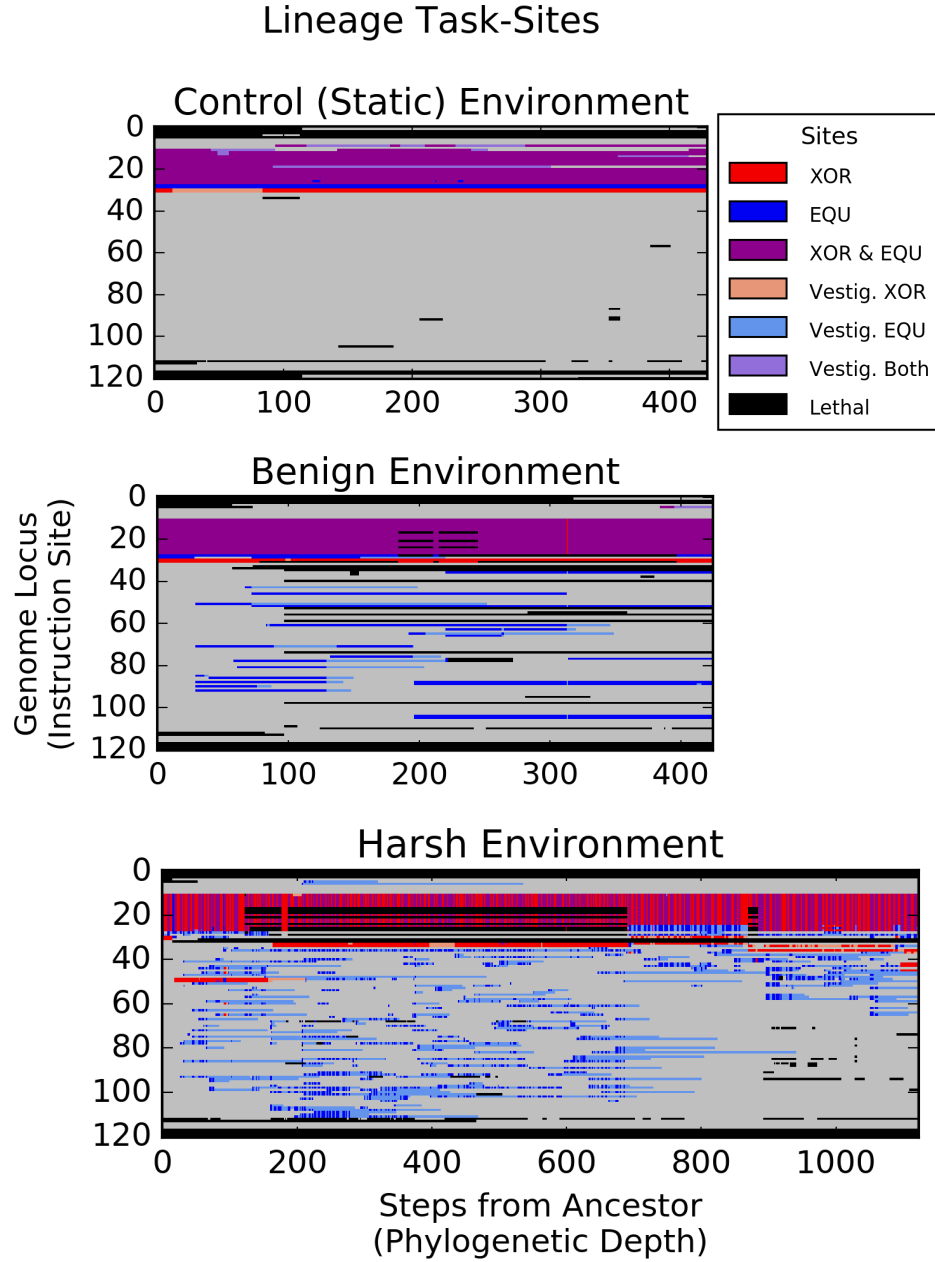 Lineage Task-Sites
Control (Static) Environment
0
20
40
60
80
100
120
0 100 200 300 400
Sites
XOR
EQU
XOR & EQU
Vestig. XOR
Vestig. EQU
Vestig. Both
Lethal
Benign Environment
Genome Locus
(Instruction Site)
0
20
40
60
80
100
120
0 100 200 300 400
Harsh Environment
0
20
40
60
80
100
120
0 200 400 600 800 1000
Steps from Ancestor
(Phylogenetic Depth)